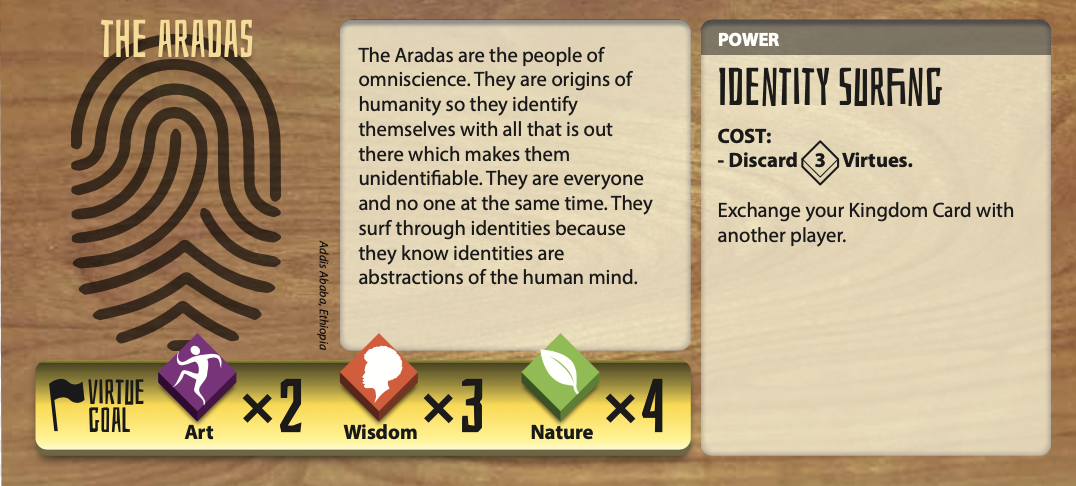 THE ARADAS
The Aradas are the people of
omniscience. They are origins of
humanity so they identify
themselves with all that is out
there which makes them
unidentifiable. They are everyone
and no one at the same time. They
surf through identities because
they know identities are
abstractions of the human mind.
Addis Ababa, Ethiopia
VIRTUE
GOAL
×2
Art
×3
Wisdom
×4
Nature
POWER
IDENTITY SURFING
COST:
- Discard 3 Virtues.
Exchange your Kingdom Card with
another player.